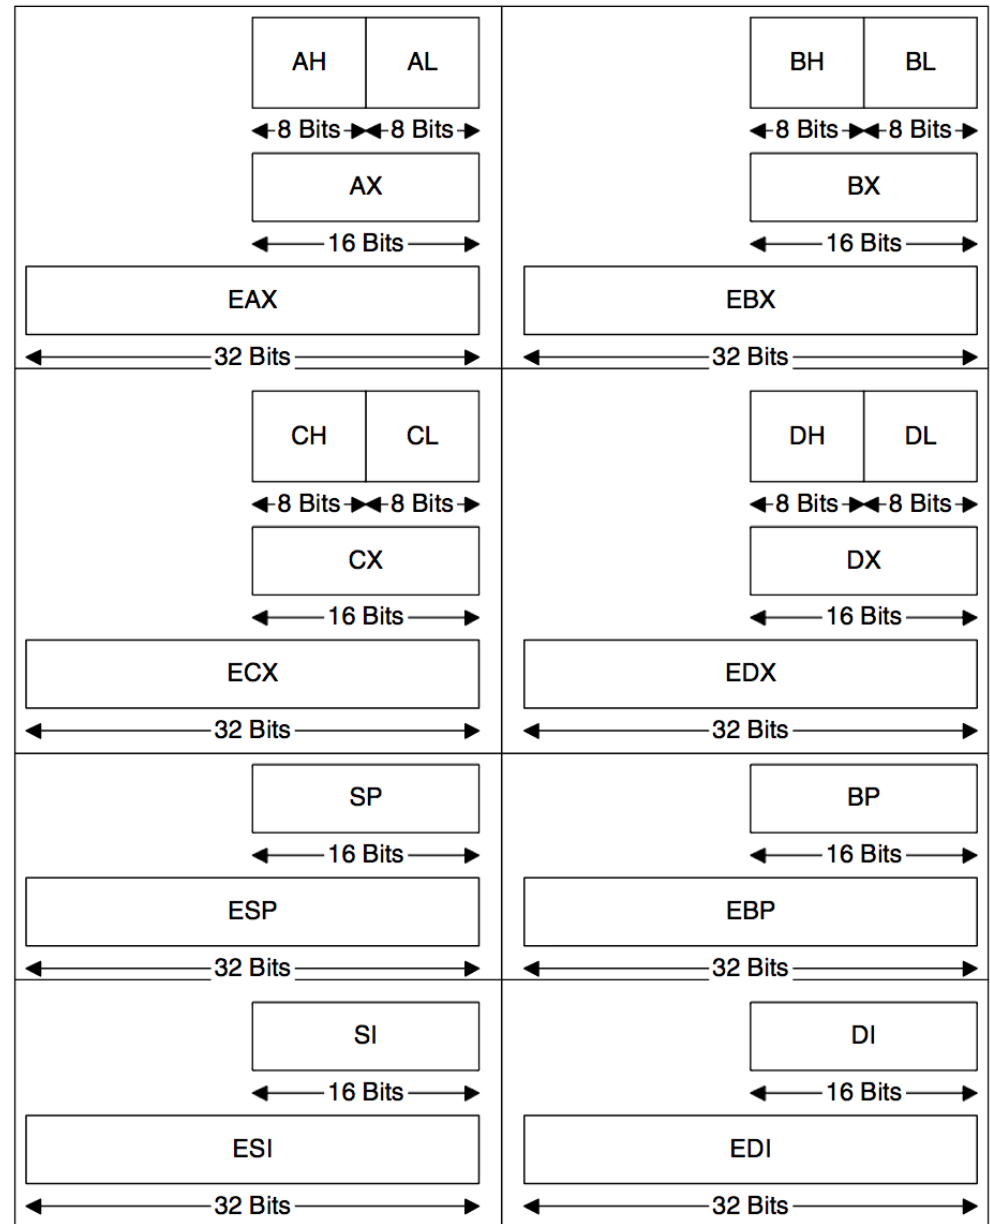 AH AL
8 Bits 8 Bits
AX
16 Bits
EAX
32 Bits
BH BL
8 Bits 8 Bits
BX
16 Bits
EBX
32 Bits
CH CL
8 Bits 8 Bits
CX
16 Bits
ECX
32 Bits
DH DL
8 Bits 8 Bits
DX
16 Bits
EDX
32 Bits
SP
16 Bits
ESP
32 Bits
BP
16 Bits
EBP
32 Bits
SI
16 Bits
ESI
32 Bits
DI
16 Bits
EDI
32 Bits